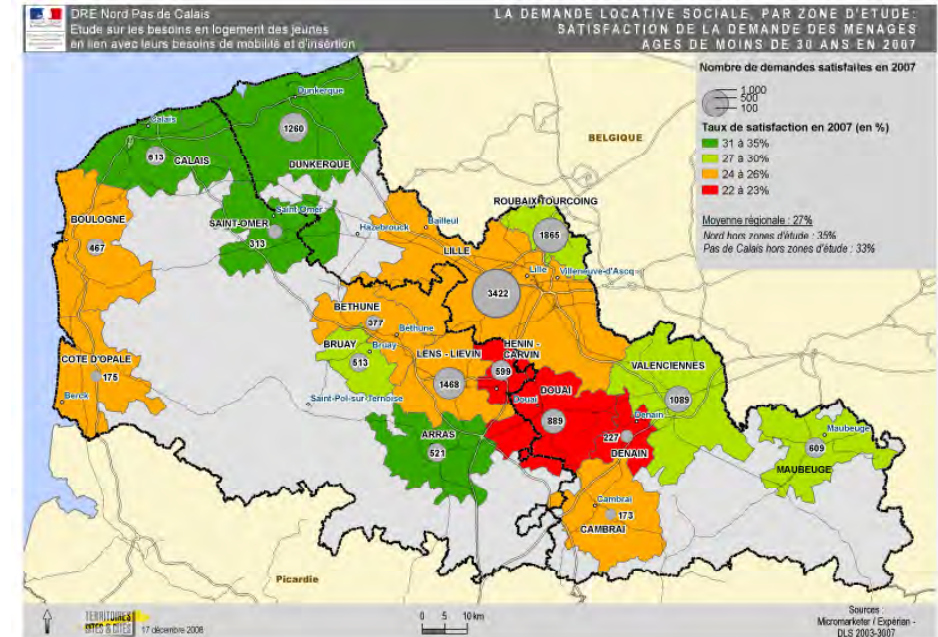 DRE Nord Pas de Calais
Etude sur les besoins en logement des jeunes
en lien avec leurs besoins de mobilité et d'insertion
LA DEMANDE LOCATIVE SOCIALE, PAR ZONE D'ETUDE:
SATISFACTION DE LA DEMANDE DES MENAGES
AGES DE MOINS DE 30 ANS EN 2007
Nombre de demandes satisfaites en 2007
1,000
500
100
Taux de satisfaction en 2007 (en %)
31 à 35%
27 à 30%
24 à 26%
22 à 23%
Moyenne régionale : 27%
Nord hors zones d'étude : 35%
Pas de Calais hors zones d'étude : 33%
Dunkerque
1260
DUNKERQUE
Calais
613
CALAIS
BELGIQUE
ROUBAIX-TOURCOING
1865
BOULOGNE
467
SAINT-OMER
Saint-Omer
313
Hazebrouck
Bailleul
LILLE
Lille
Villeneuve-d'Ascq
3422
BETHUNE
377
Béthune
BRUAY
Bruay
513
LENS - LIEVIN
1468
HENIN -
CARVIN
599
VALENCIENNES
1089
COTE D'OPALE
175
Berck
Saint-Pol-sur-Ternoise
Douai
DOUAI
889
Denain
227
DENAIN
ARRAS
521
Maubeuge
609
MAUBEUGE
Cambrai
173
CAMBRAI
Picardie
TERRITOIRES
SITES & CITES
17 décembre 2008
0 5 10 km
Sources :
Micromarketer / Experian -
DLS 2003-3007